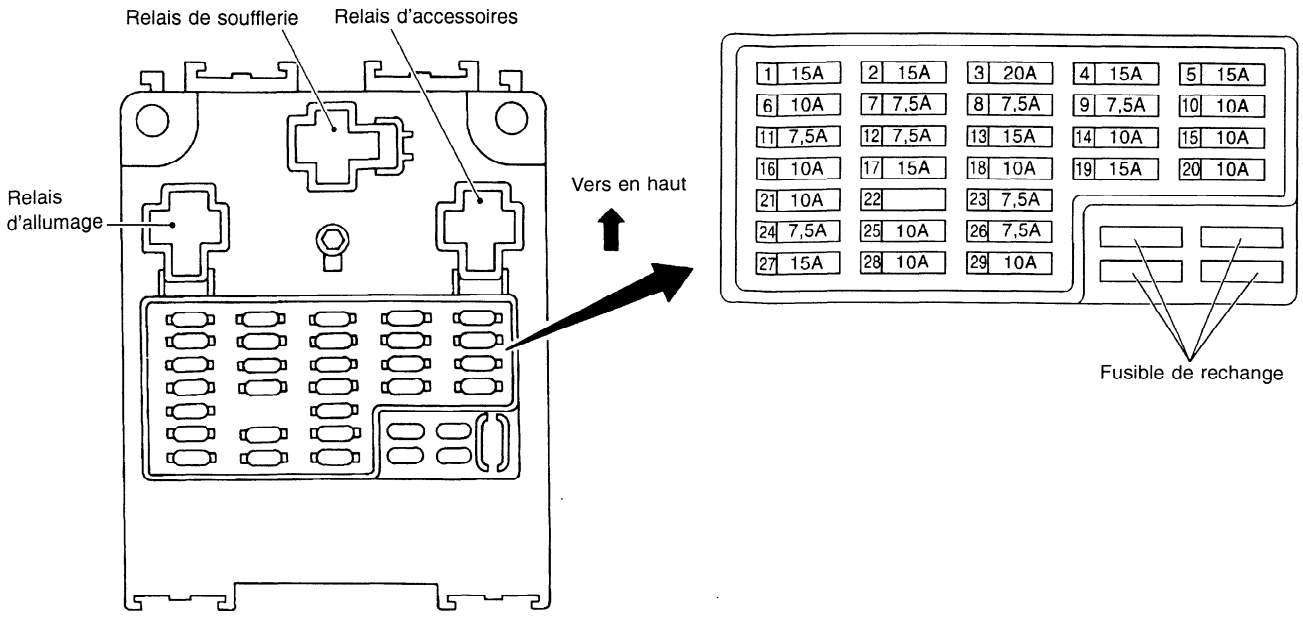 Relais de soufflerie
Relais d'accessoires
Relais
d'allumage
Vers en haut
1 15A 2 15A 3 20A 4 15A 5 15A
6 10A 7 7,5A 8 7,5A 9 7,5A 10 10A
11 7,5A 12 7,5A 13 15A 14 10A 15 10A
16 10A 17 15A 18 10A 19 15A 20 10A
21 10A 22 23 7,5A
24 7,5A 25 10A 26 7,5A
27 15A 28 10A 29 10A
Fusible de rechange